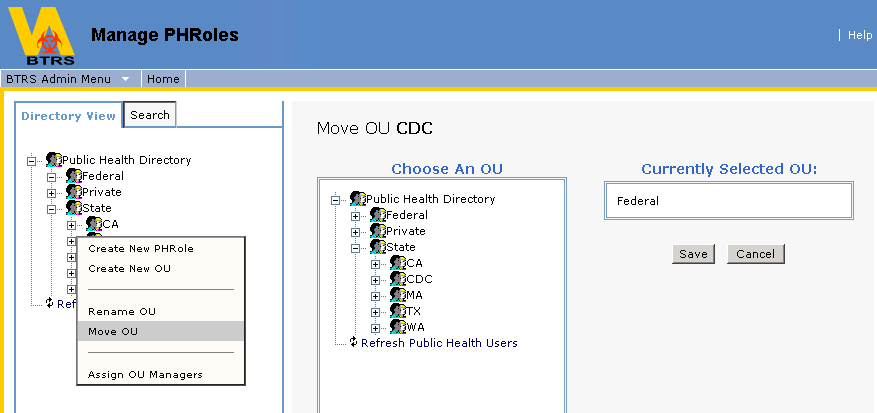 BTRS
Manage PHRoles
Help
BTRS Admin Menu
Home
Directory View
Search
Public Health Directory
Federal
Private
State
CA
Create New PHRole
Create New OU
Rename OU
Move OU
Assign OU Managers
Move OU CDC
Choose An OU
Public Health Directory
Federal
Private
State
CA
CDC
MA
TX
WA
Refresh Public Health Users
Currently Selected OU:
Federal
Save
Cancel